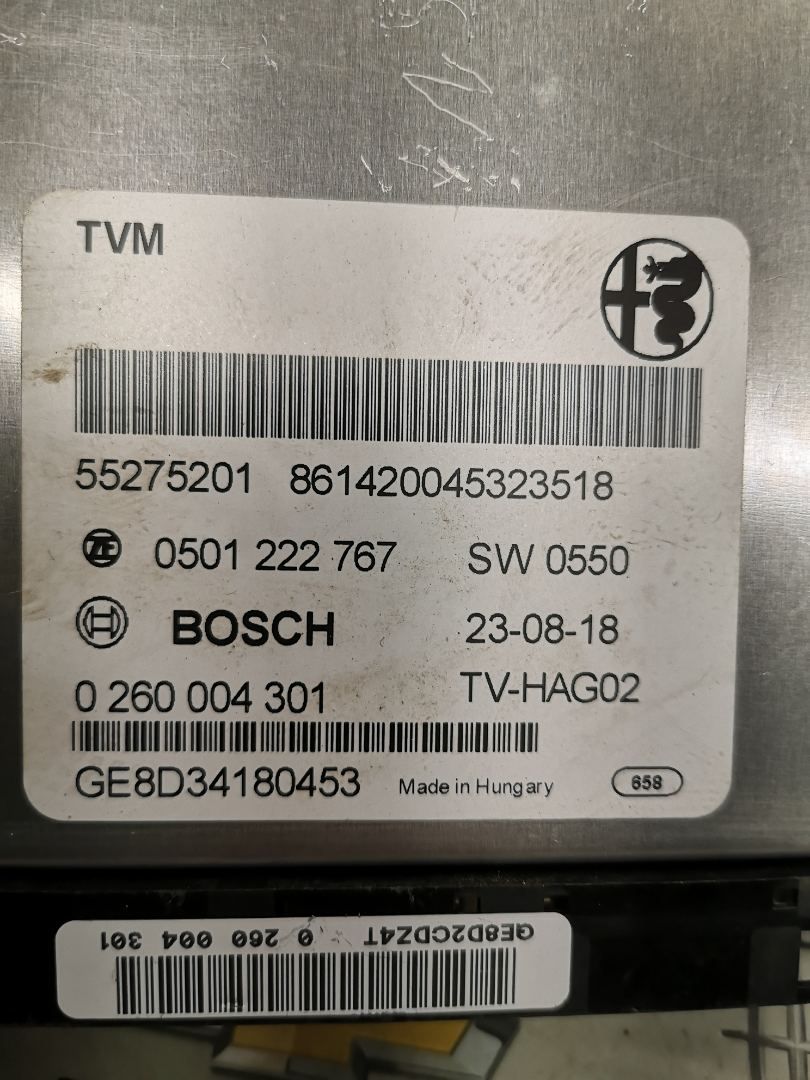 TVM
55275201 861420045323518
ZF 0501 222 767 SW 0550
BOSCH 23-08-18
0 260 004 301 TV-HAG02
GE8D34180453 Made in Hungary 658
GE8D2CDZ4T 0 260 004 301